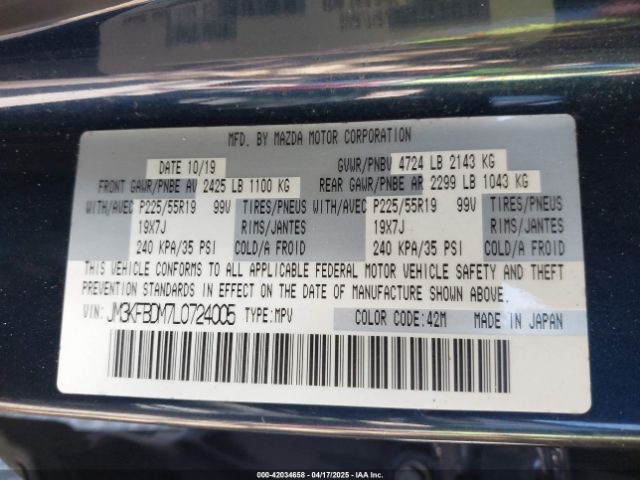 MFD. BY MAZDA MOTOR CORPORATION
DATE 10/19 GVWR/PNBV 4724 LB 2143 KG
FRONT GAWR/PNBE AV 2425 LB 1100 KG REAR GAWR/PNBE AR 2299 LB 1043 KG
WITH/AVEC P225/55R19 99V TIRES/PNEUS WITH/AVEC P225/55R19 99V TIRES/PNEUS
19X7J RIMS/JANTES 19X7J RIMS/JANTES
240 KPA/35 PSI COLD/A FROID 240 KPA/35 PSI COLD/A FROID
THIS VEHICLE CONFORMS TO ALL APPLICABLE FEDERAL MOTOR VEHICLE SAFETY AND THEFT
PREVENTION STANDARDS IN EFFECT ON THE DATE OF MANUFACTURE SHOWN ABOVE.
VIN: JM3KFBDM7L0724005 TYPE:MPV COLOR CODE:42M MADE IN JAPAN
000-42034658 - 04/17/2025 - IAAI.COM